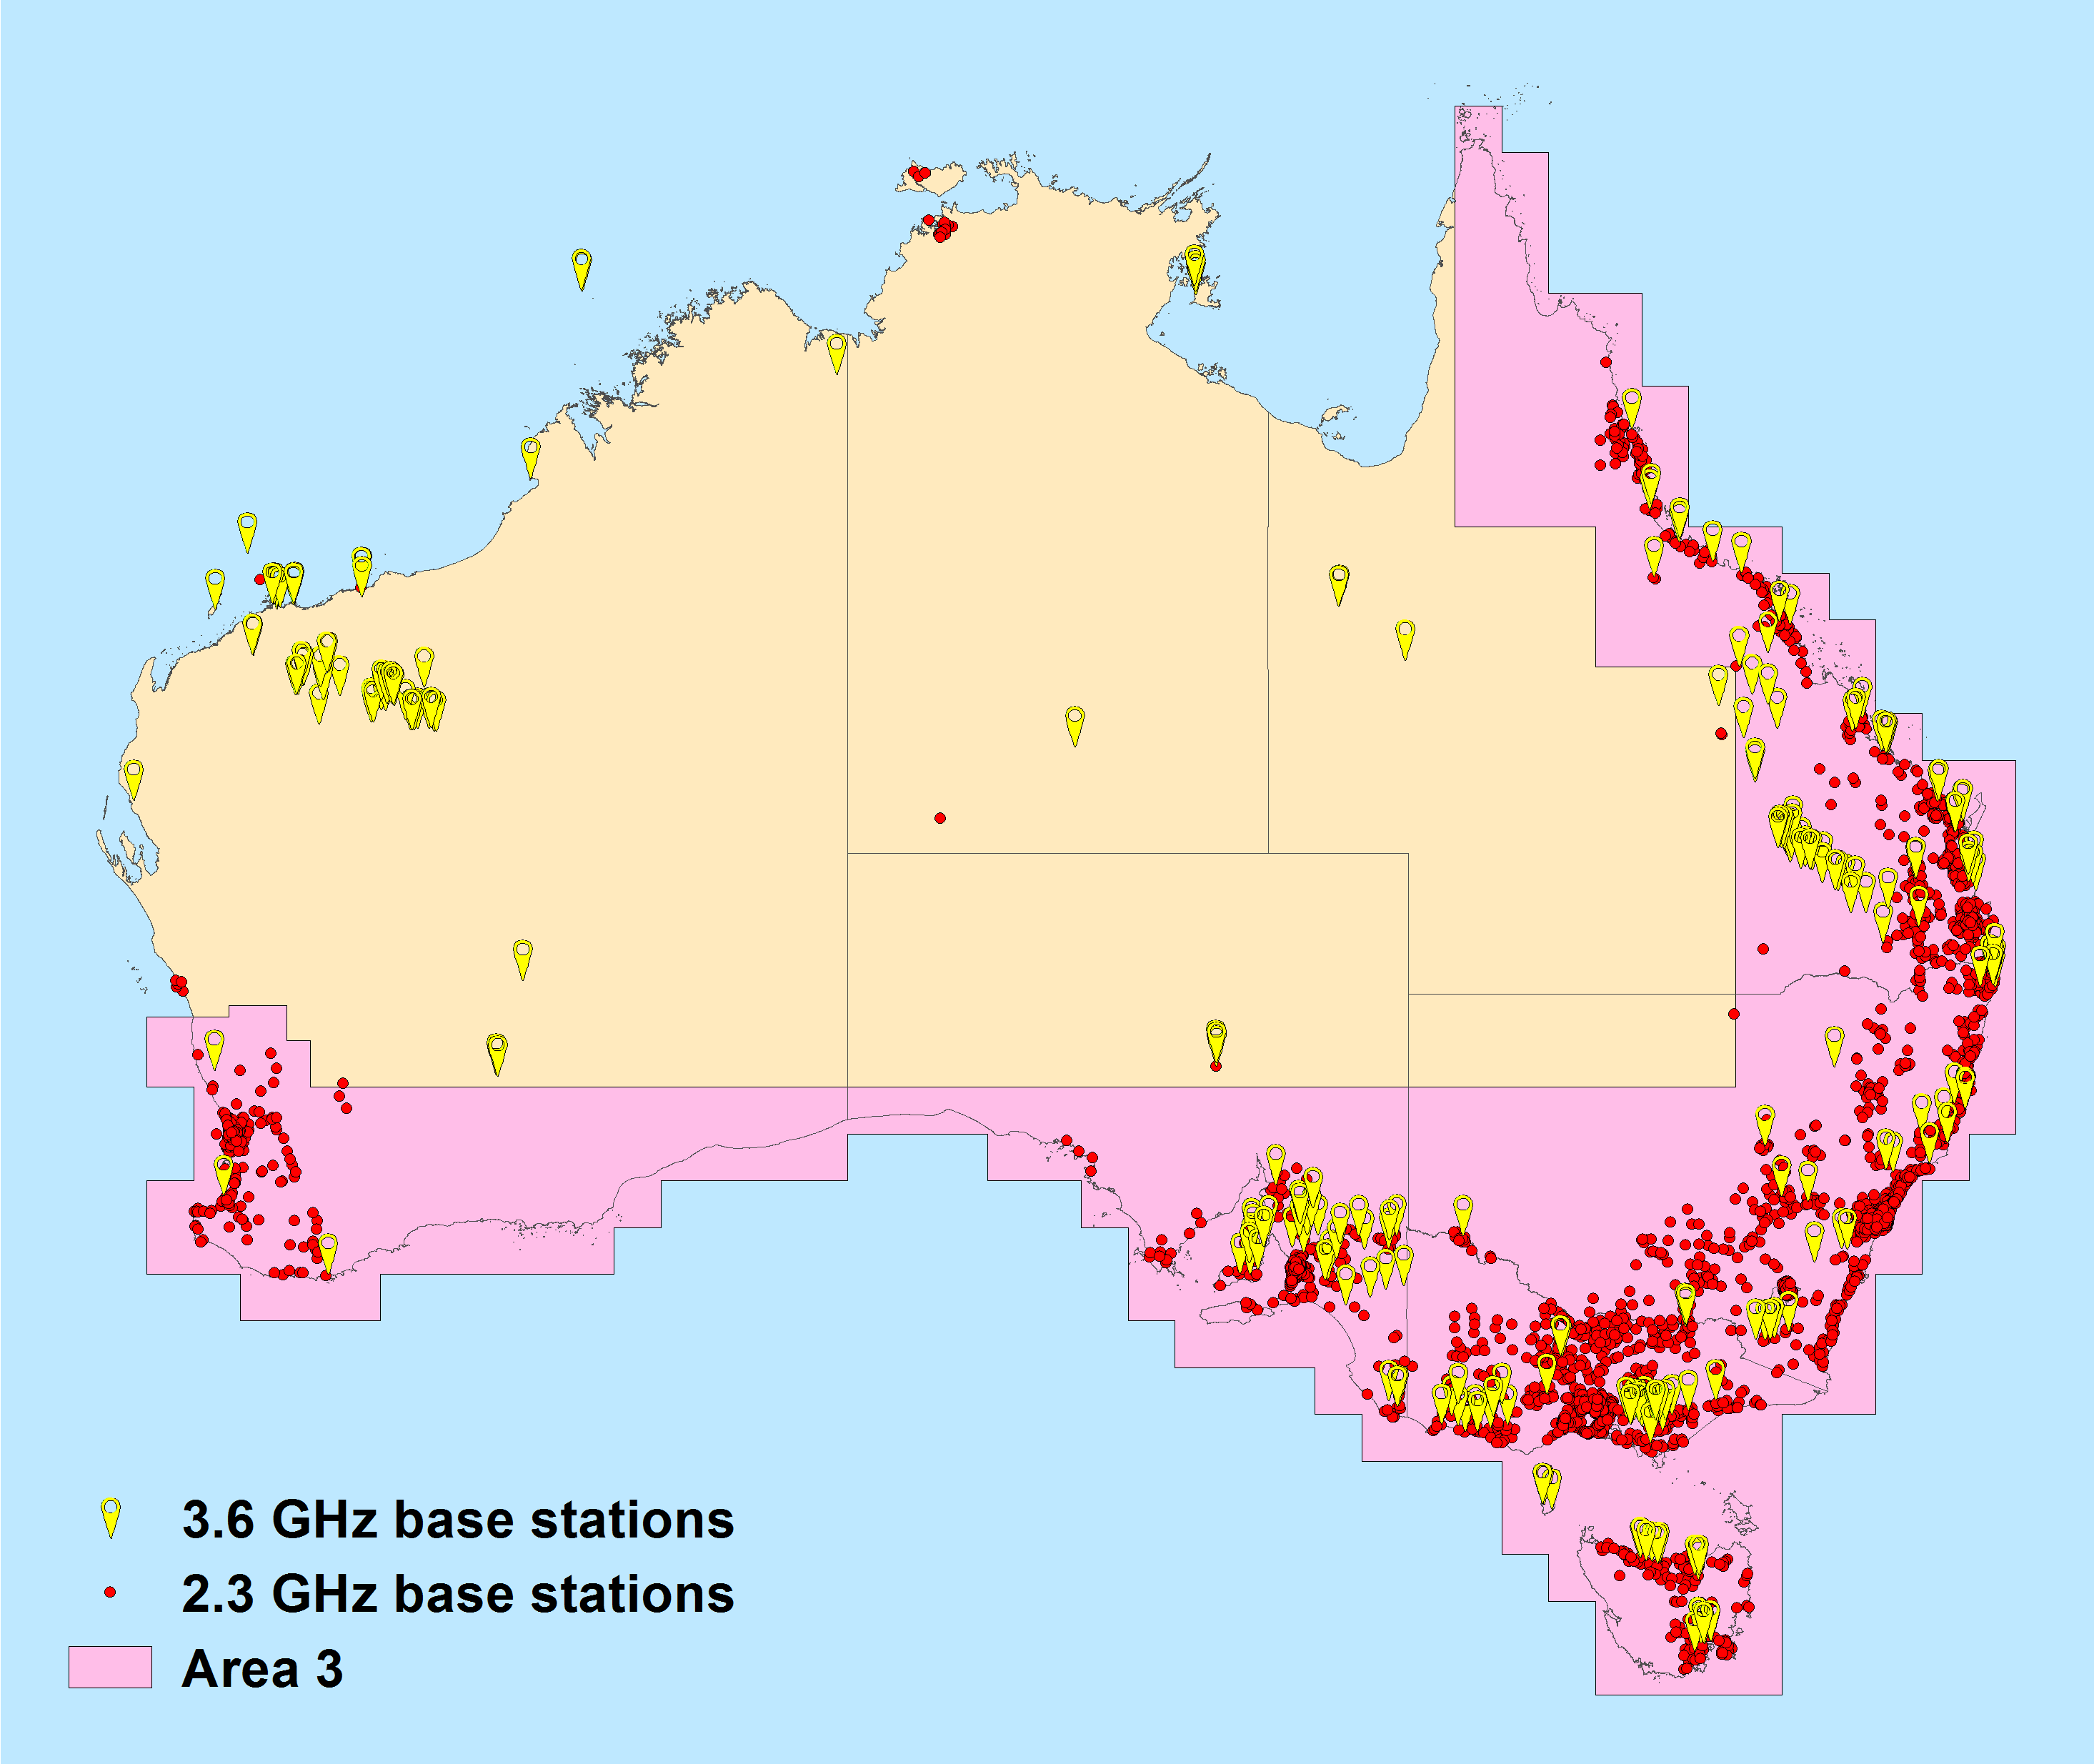 3.6 GHz base stations
2.3 GHz base stations
Area 3